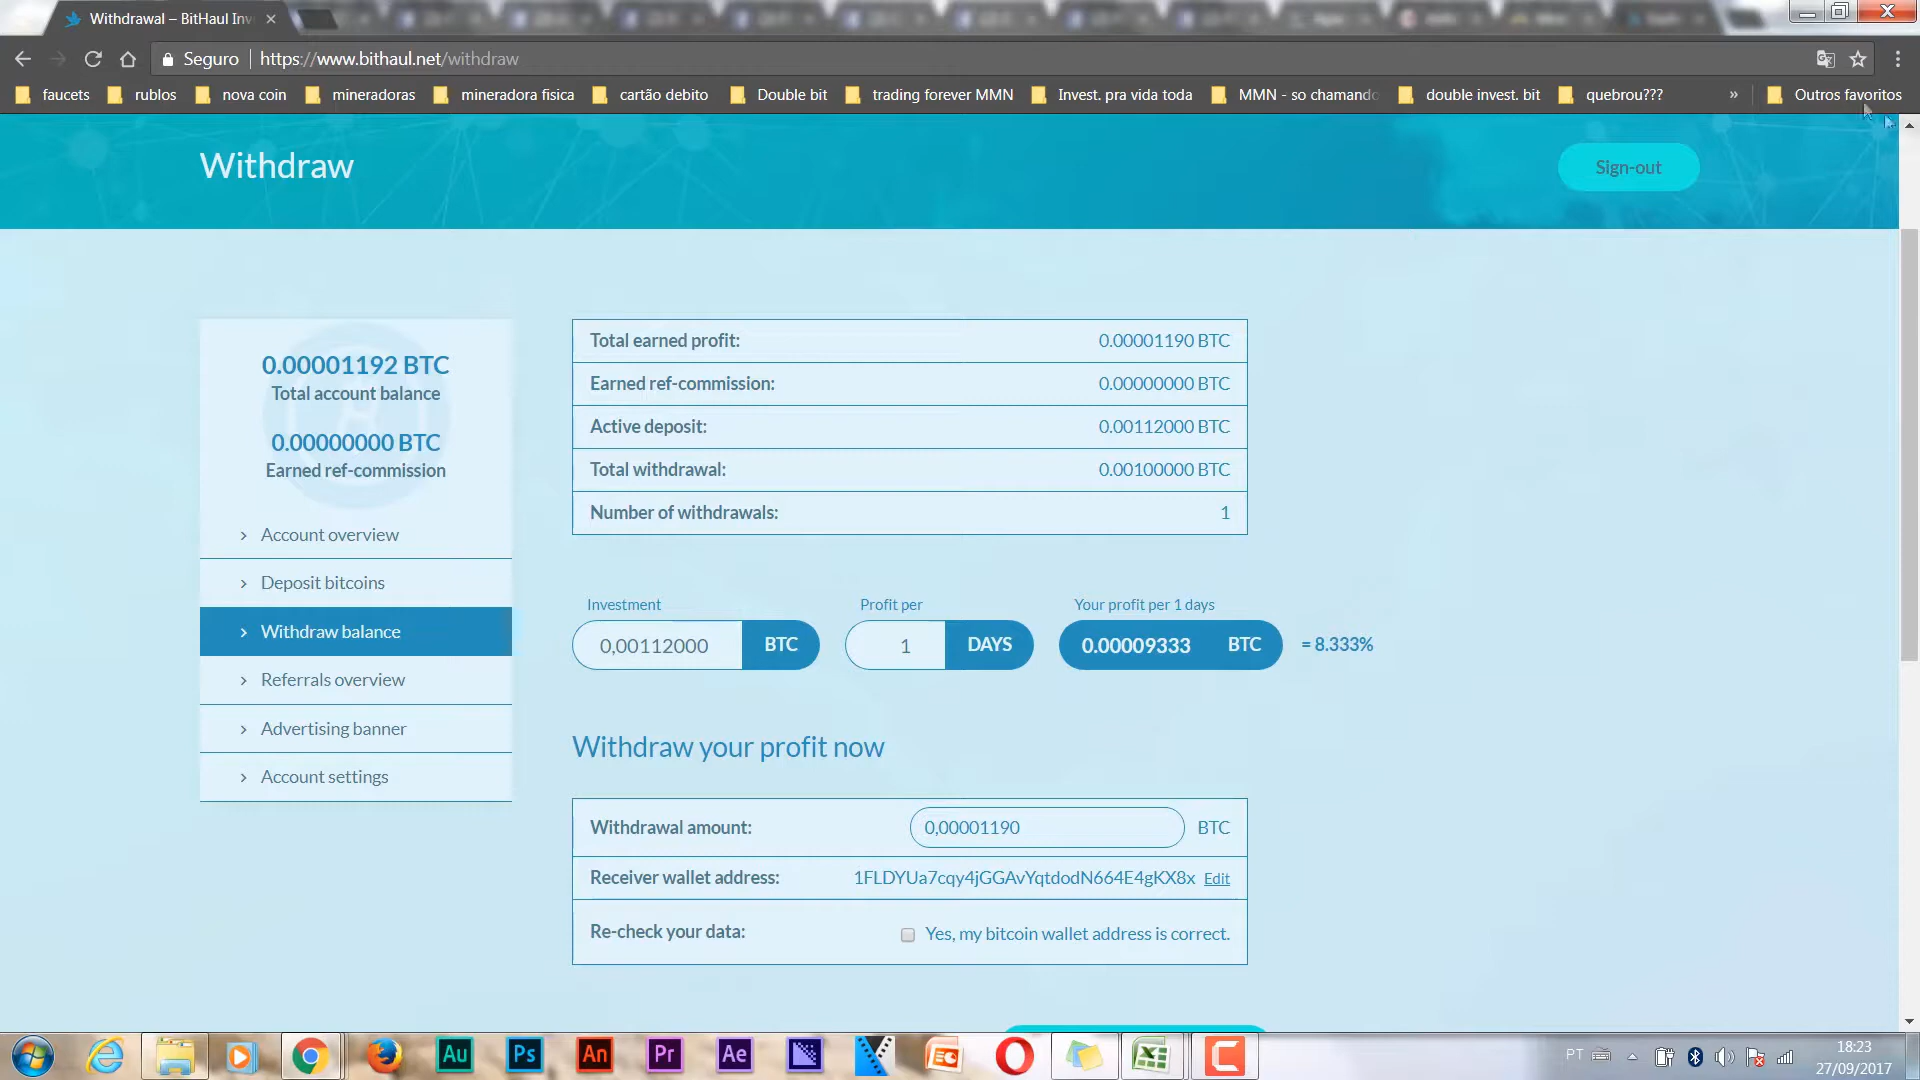 Withdrawal – BitHaul Inv
Seguro https://www.bithaul.net/withdraw
faucets rublos nova coin mineradoras mineradora fisica cartão debito Double bit trading forever MMN Invest. pra vida toda MMN - so chamando double invest. bit quebrou??? » Outros favoritos
Withdraw
Sign-out
0.00001192 BTC
Total account balance
0.00000000 BTC
Earned ref-commission
Account overview
Deposit bitcoins
Withdraw balance
Referrals overview
Advertising banner
Account settings
Total earned profit: 0.00001190 BTC
Earned ref-commission: 0.00000000 BTC
Active deposit: 0.00112000 BTC
Total withdrawal: 0.00100000 BTC
Number of withdrawals: 1
Investment Profit per Your profit per 1 days
0,00112000 BTC 1 DAYS 0.00009333 BTC = 8.333%
Withdraw your profit now
Withdrawal amount: 0,00001190 BTC
Receiver wallet address: 1FLDYUa7cqy4jGGAvYqtdodN664E4gKX8x Edit
Re-check your data: Yes, my bitcoin wallet address is correct.
Au Ps An Pr Ae
PT
18:23
27/09/2017